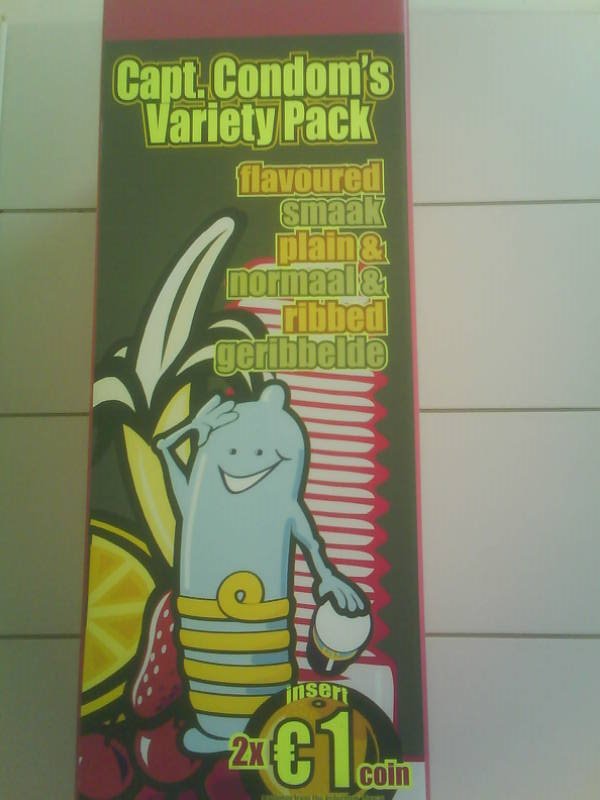 Capt. Condom's
Variety Pack
flavoured
smaak
plain &
normaal &
ribbed
geribbelde
insert
2x €1 coin